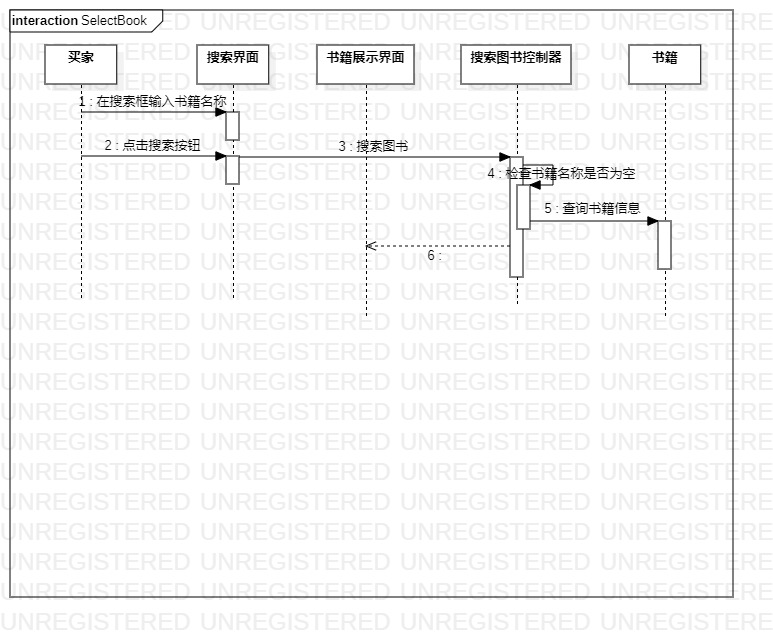 interaction SelectBook
买家
搜索界面
书籍展示界面
搜索图书控制器
书籍
1 : 在搜索框输入书籍名称
2 : 点击搜索按钮
3 : 搜索图书
4 : 检查书籍名称是否为空
5 : 查询书籍信息
6 :
UNREGISTERED UNREGISTERED UNREGISTERED UNREGISTERE